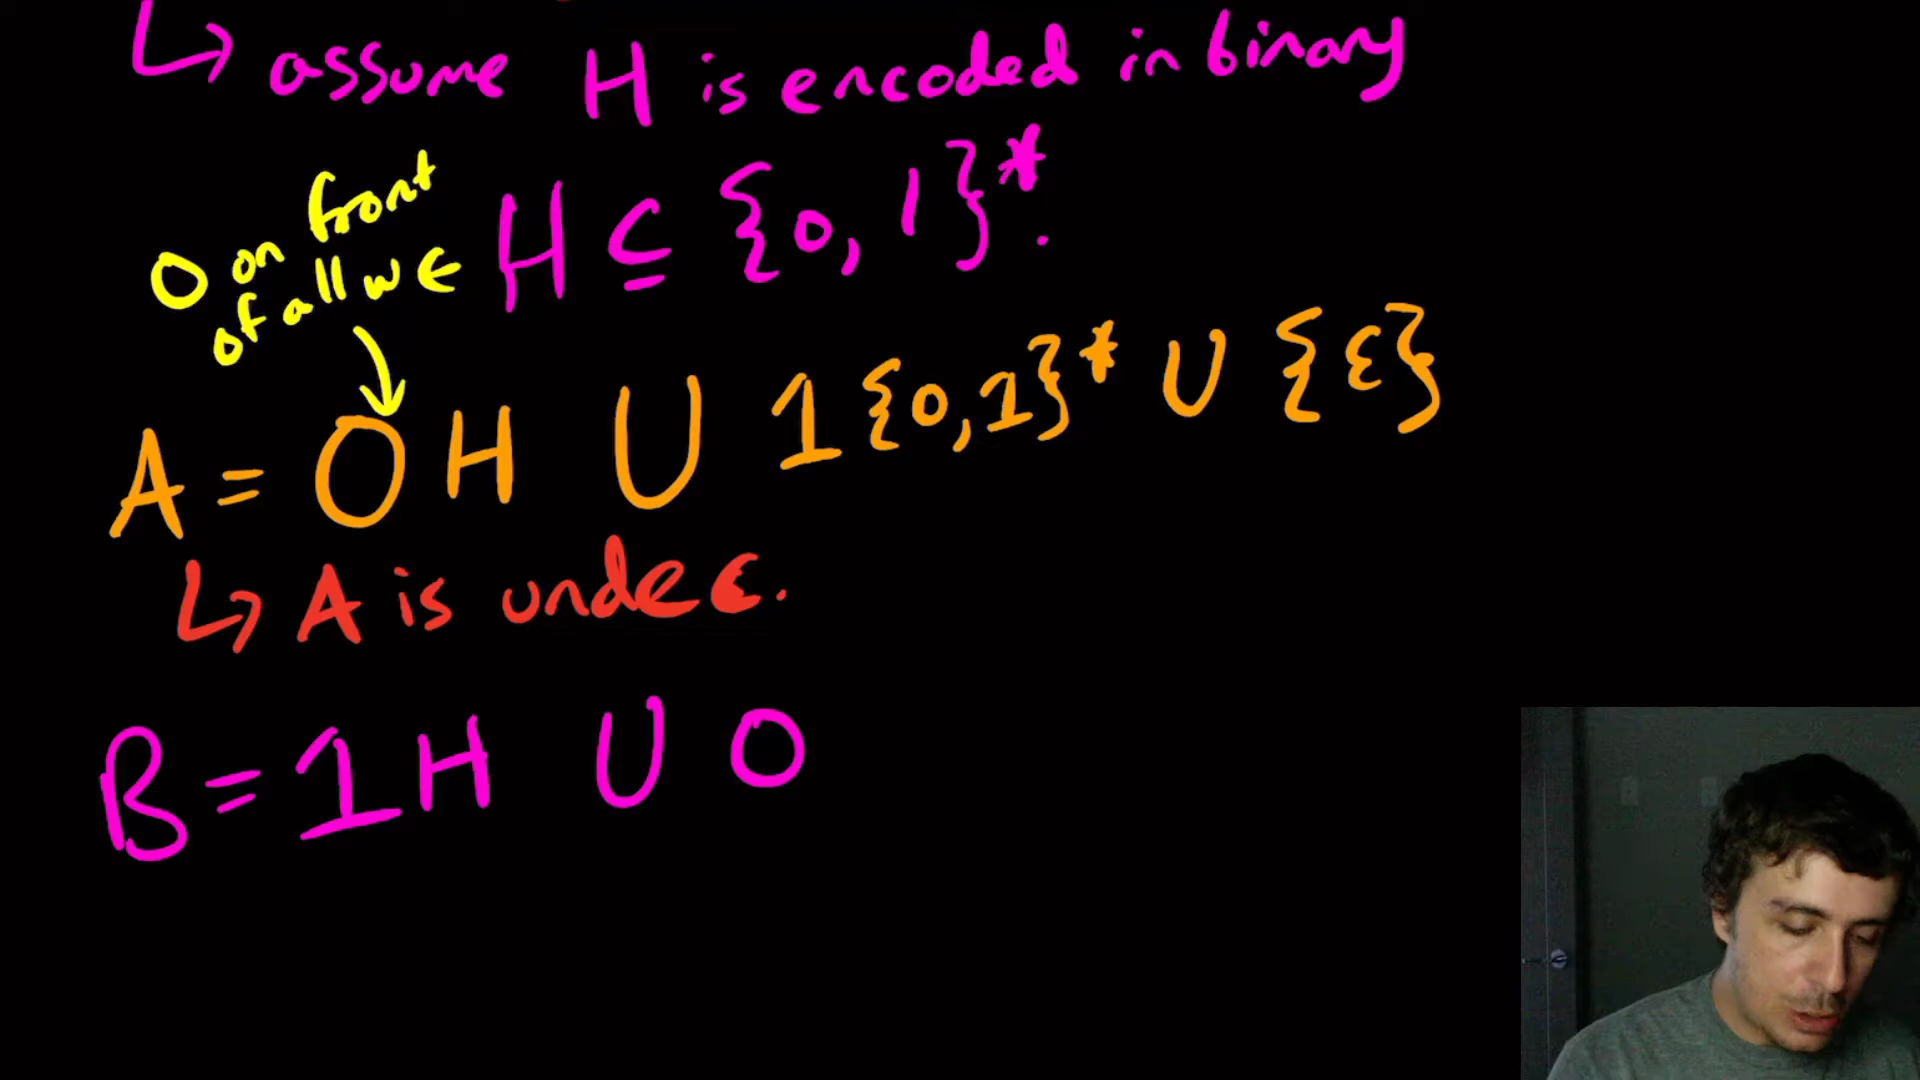 ↳ assume H is encoded in binary
H ⊆ {0, 1}*.
0 on front
of all w ∈
A = 0H ∪ 1{0,1}* ∪ {ε}
↳ A is undec.
B = 1H ∪ 0